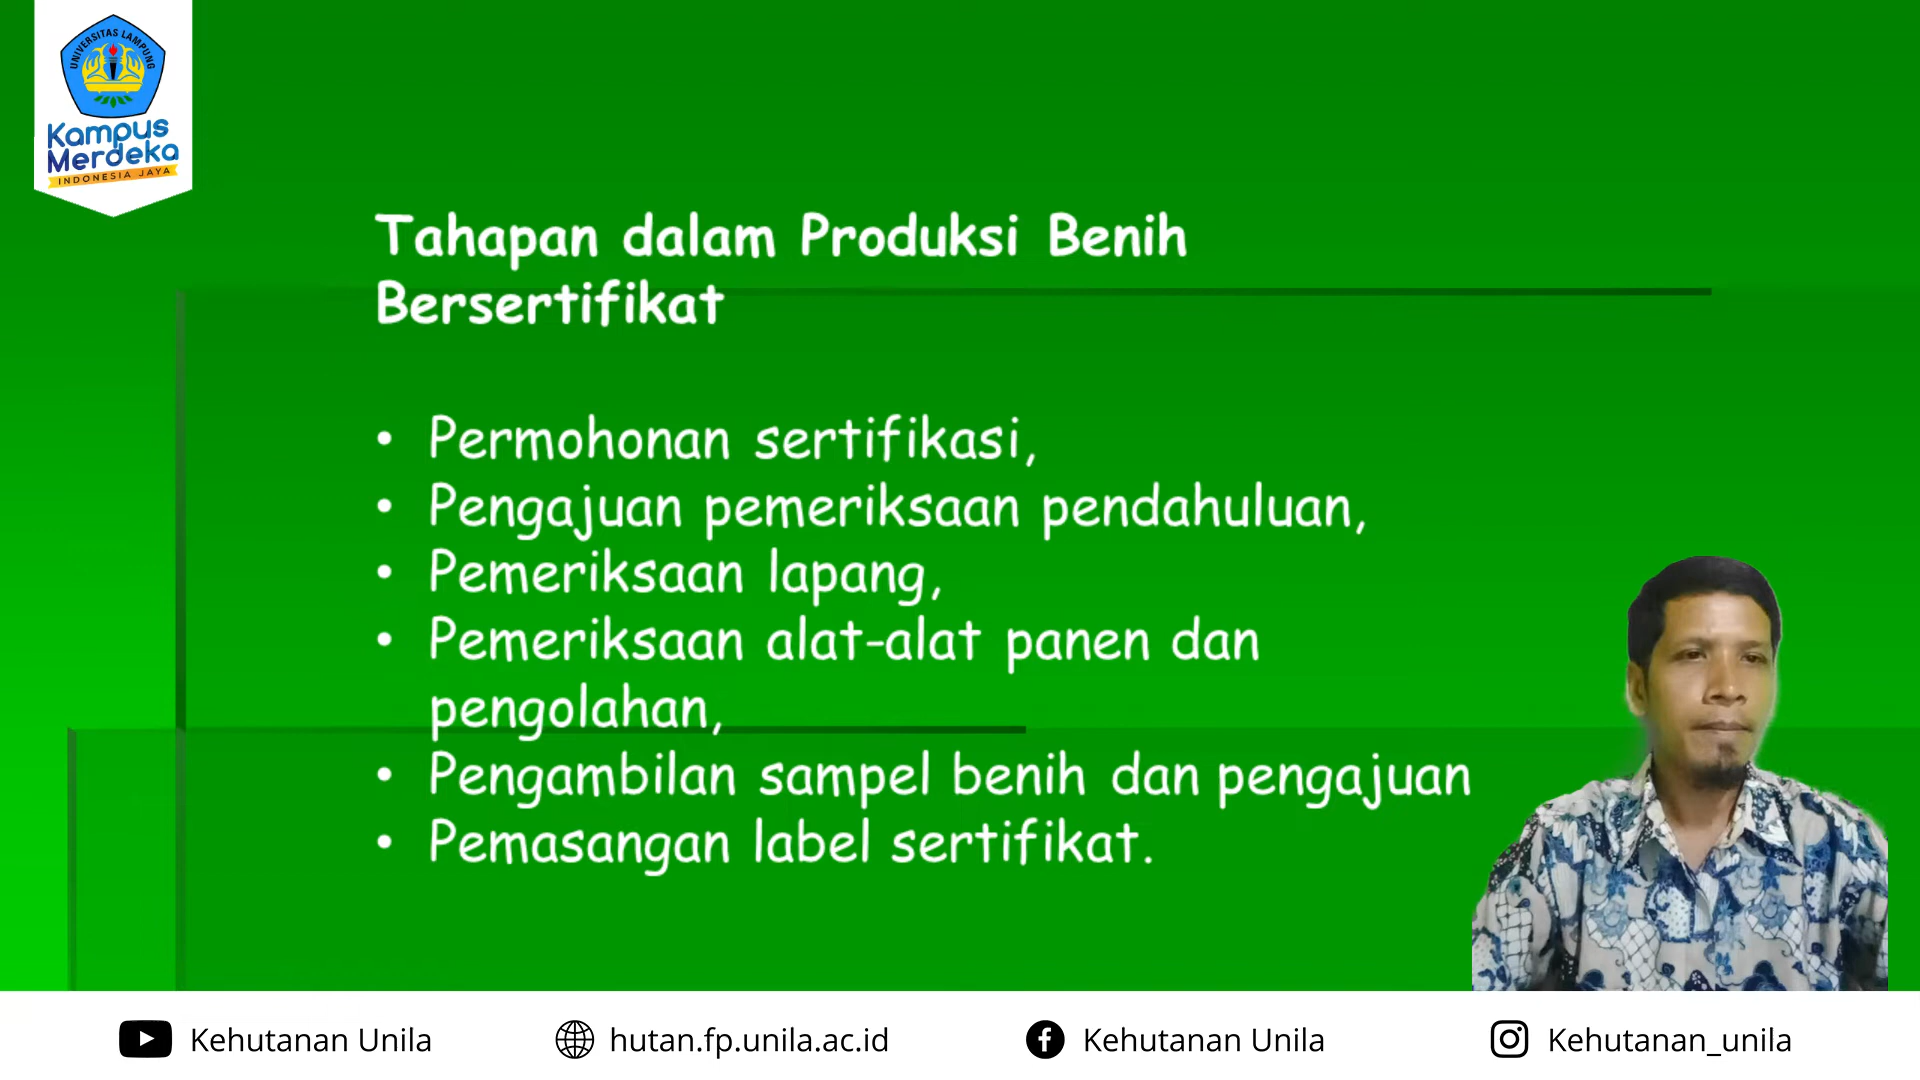 UNIVERSITAS LAMPUNG
Kampus
Merdeka
INDONESIA JAYA
Tahapan dalam Produksi Benih
Bersertifikat
• Permohonan sertifikasi,
• Pengajuan pemeriksaan pendahuluan,
• Pemeriksaan lapang,
• Pemeriksaan alat-alat panen dan
pengolahan,
• Pengambilan sampel benih dan pengajuan
• Pemasangan label sertifikat.
Kehutanan Unila
hutan.fp.unila.ac.id
Kehutanan Unila
Kehutanan_unila